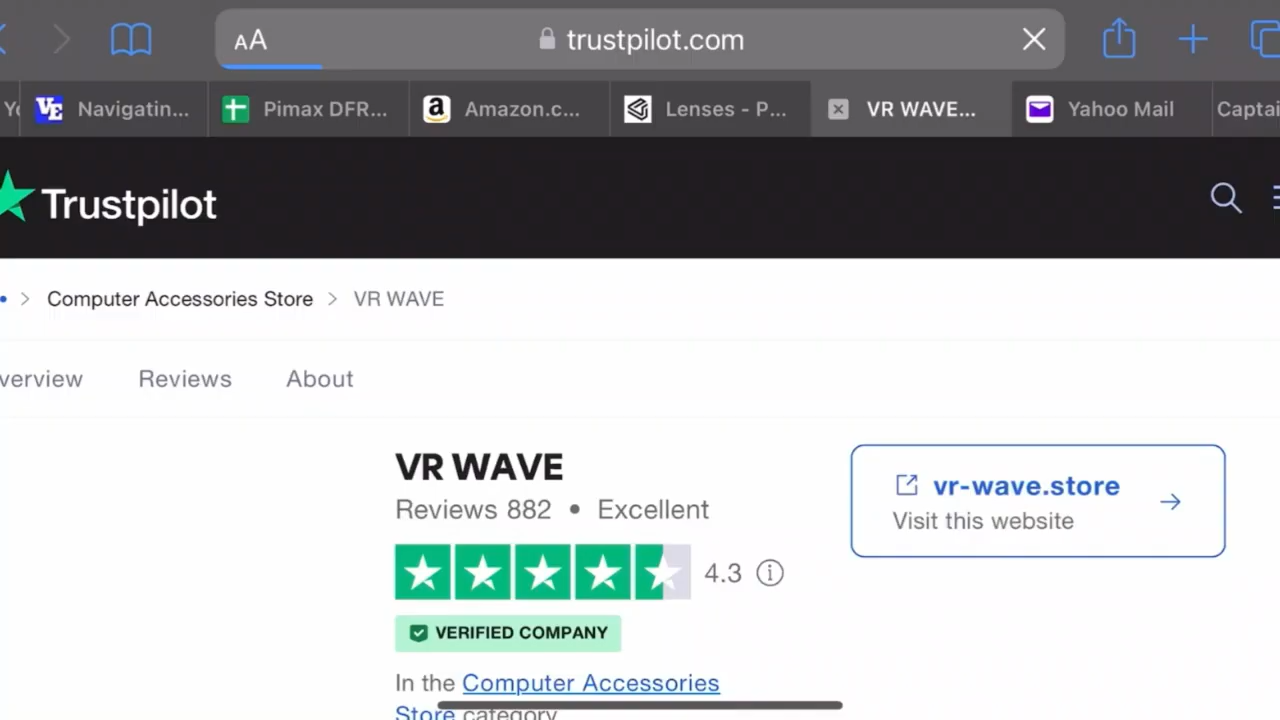 AA trustpilot.com
Navigatin... Pimax DFR... Amazon.c... Lenses - P... VR WAVE... Yahoo Mail Captai
Trustpilot
Computer Accessories Store > VR WAVE
verview Reviews About
VR WAVE
Reviews 882 • Excellent
4.3
VERIFIED COMPANY
In the Computer Accessories
Store category
vr-wave.store
Visit this website